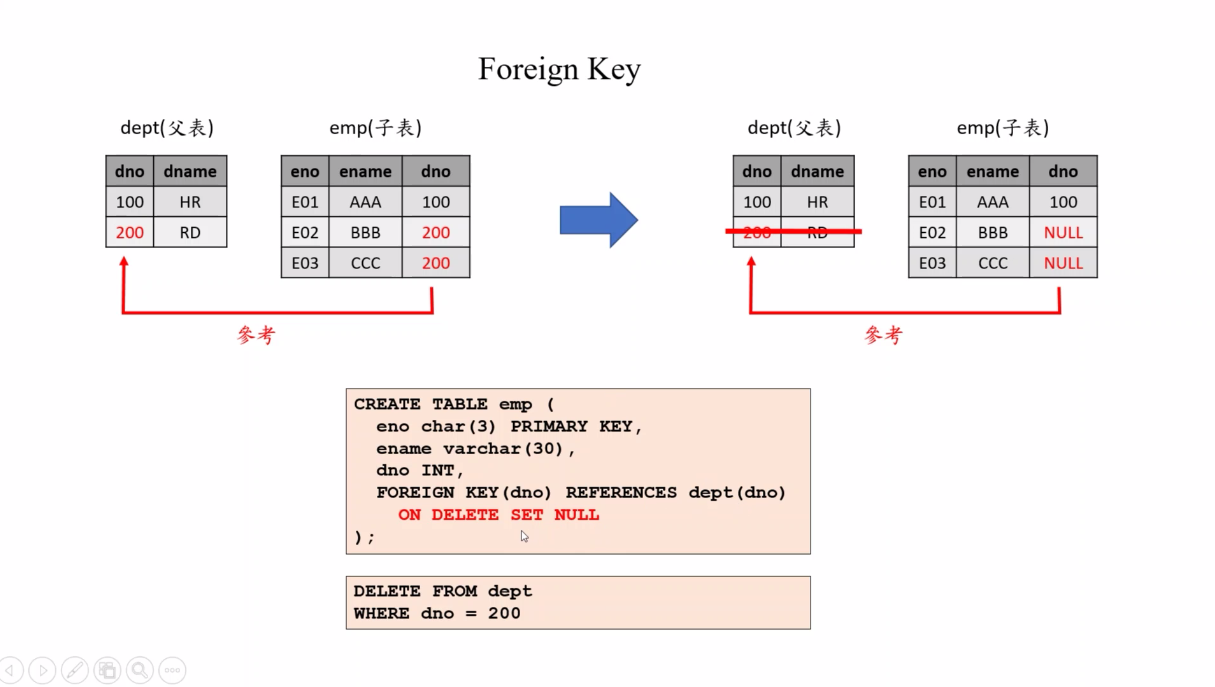 Foreign Key
dept(父表)
emp(子表)
dno dname
100 HR
200 RD
eno ename dno
E01 AAA 100
E02 BBB 200
E03 CCC 200
參考
dept(父表)
emp(子表)
dno dname
100 HR
200 RD
eno ename dno
E01 AAA 100
E02 BBB NULL
E03 CCC NULL
參考
CREATE TABLE emp (
eno char(3) PRIMARY KEY,
ename varchar(30),
dno INT,
FOREIGN KEY(dno) REFERENCES dept(dno)
ON DELETE SET NULL
);
DELETE FROM dept
WHERE dno = 200